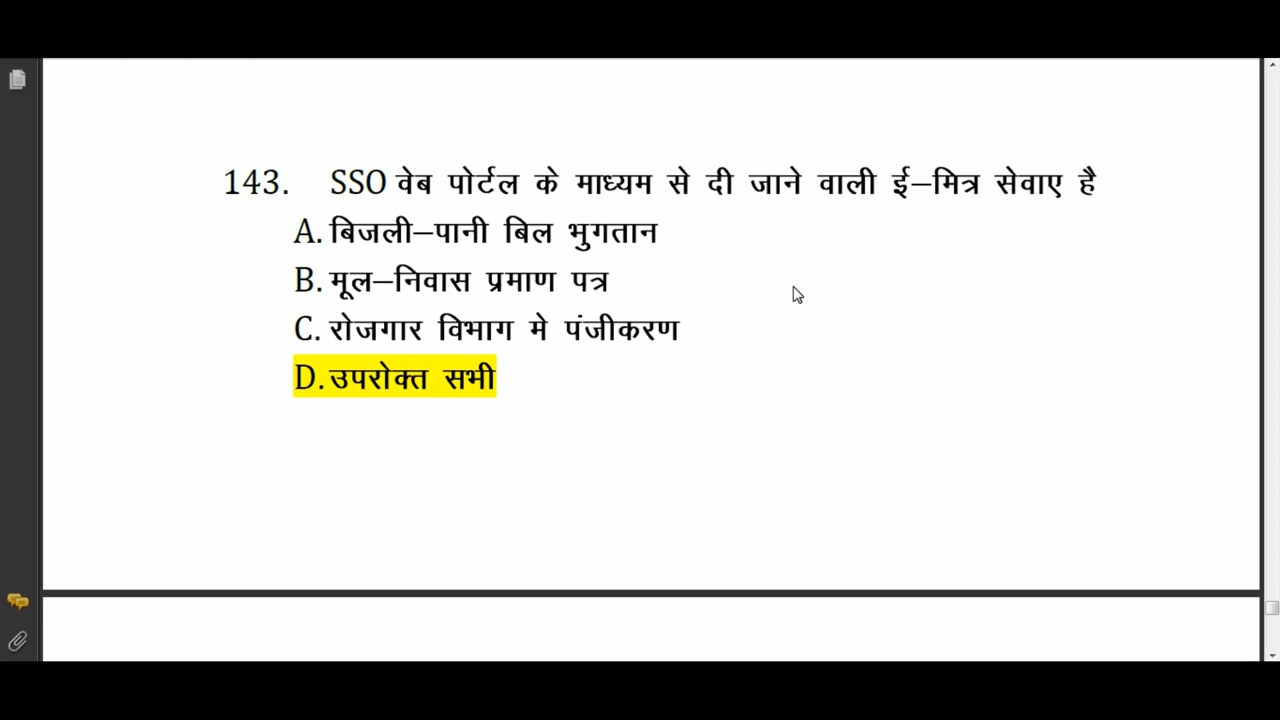 143. SSO वेब पोर्टल के माध्यम से दी जाने वाली ई–मित्र सेवाए है
A. बिजली–पानी बिल भुगतान
B. मूल–निवास प्रमाण पत्र
C. रोजगार विभाग मे पंजीकरण
D. उपरोक्त सभी